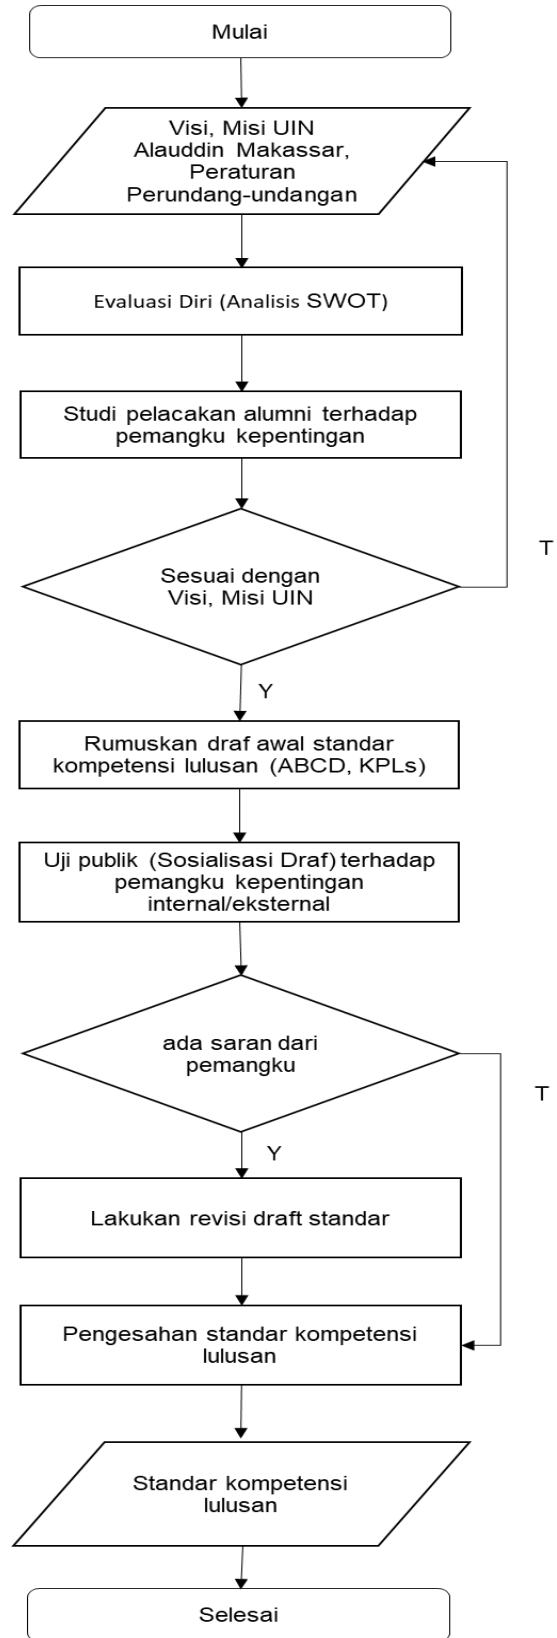 Mulai
Visi, Misi UIN
Alauddin Makassar,
Peraturan
Perundang-undangan
Evaluasi Diri (Analisis SWOT)
Studi pelacakan alumni terhadap
pemangku kepentingan
Sesuai dengan
Visi, Misi UIN
T
Y
Rumuskan draf awal standar
kompetensi lulusan (ABCD, KPLs)
Uji publik (Sosialisasi Draf) terhadap
pemangku kepentingan
internal/eksternal
ada saran dari
pemangku
T
Y
Lakukan revisi draft standar
Pengesahan standar kompetensi
lulusan
Standar kompetensi
lulusan
Selesai